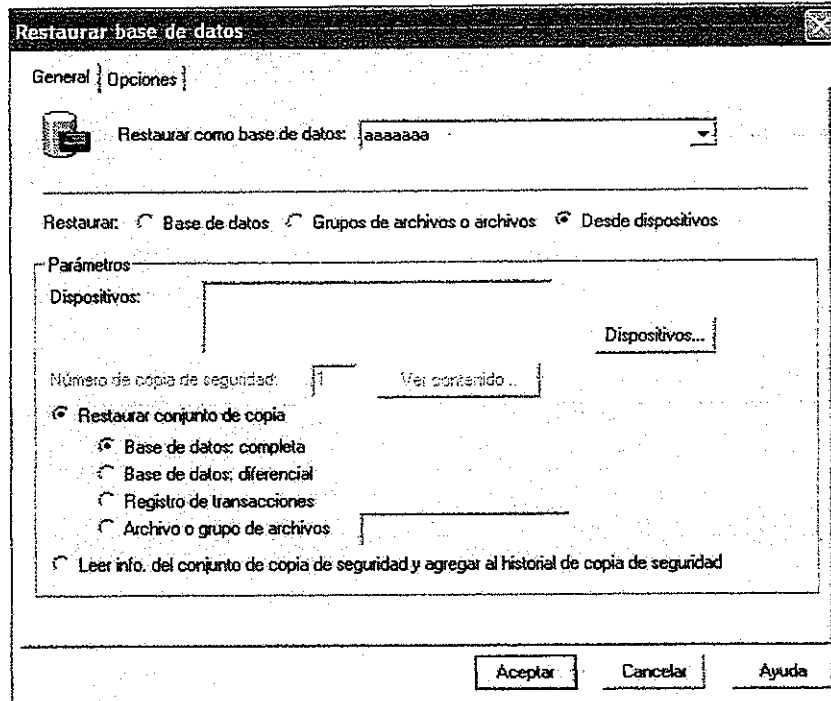 Restaurar base de datos
General Opciones
Restaurar como base de datos: aaaaaaa
Restaurar: Base de datos Grupos de archivos o archivos Desde dispositivos
Parámetros
Dispositivos:
Dispositivos...
Número de copia de seguridad: 1 Ver contenido...
Restaurar conjunto de copia
Base de datos: completa
Base de datos: diferencial
Registro de transacciones
Archivo o grupo de archivos
Leer info. del conjunto de copia de seguridad y agregar al historial de copia de seguridad
Aceptar Cancelar Ayuda